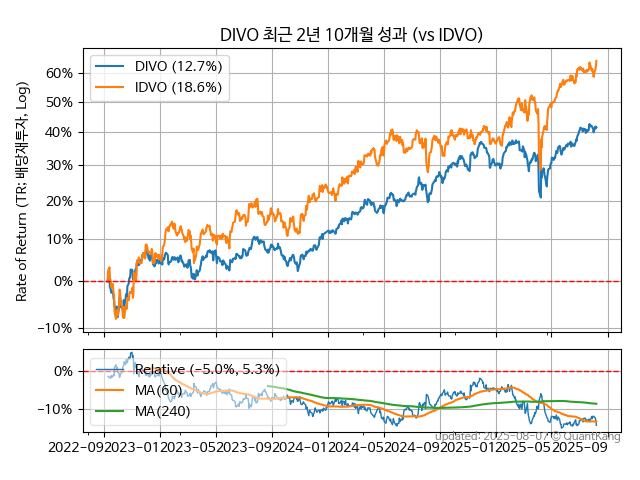 DIVO 최근 2년 10개월 성과 (vs IDVO)
Rate of Return (TR: 배당재투자, Log)
DIVO (12.7%)
IDVO (18.6%)
60%
50%
40%
30%
20%
10%
0%
−10%
Relative (−5.0%, 5.3%)
MA(60)
MA(240)
0%
−10%
updated: 2025-08-07 © QuantKang
2022-09 2023-01 2023-05 2023-09 2024-01 2024-05 2024-09 2025-01 2025-05 2025-09